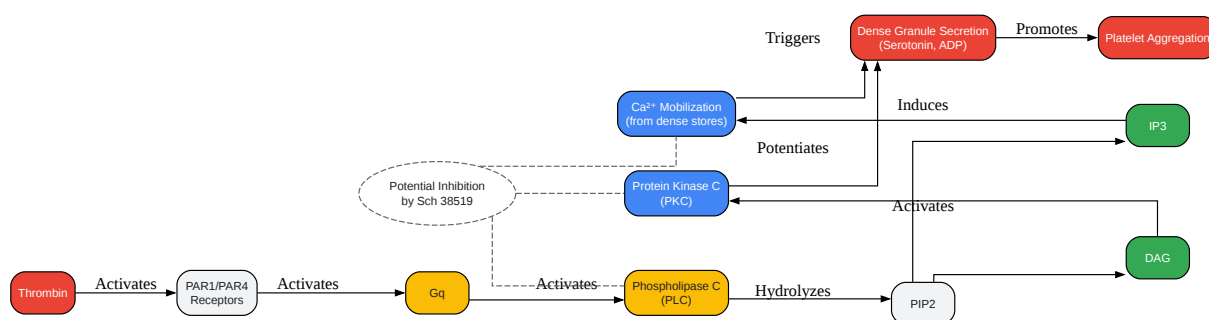 Triggers
Dense Granule Secretion
(Serotonin, ADP)
Promotes
Platelet Aggregation
Ca²⁺ Mobilization
(from dense stores)
Induces
IP3
Potentiates
Potential Inhibition
by Sch 38519
Protein Kinase C
(PKC)
Activates
DAG
Thrombin
Activates
PAR1/PAR4
Receptors
Activates
Gq
Activates
Phospholipase C
(PLC)
Hydrolyzes
PIP2